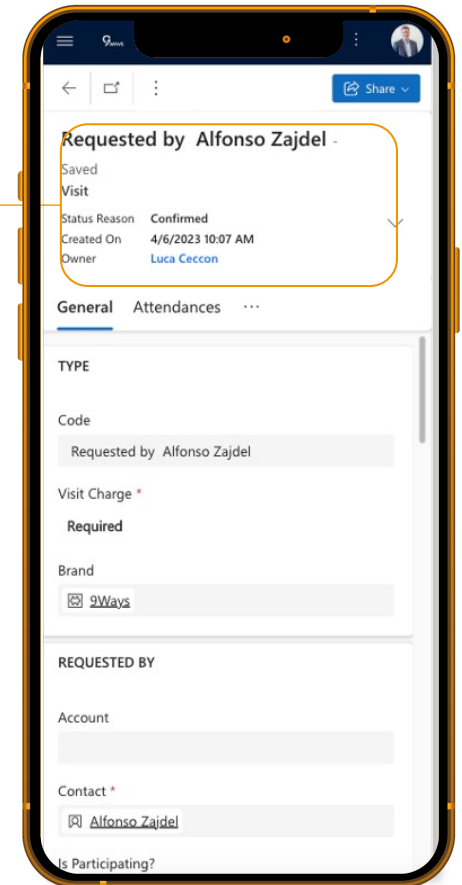 9WAVE
Share
Requested by Alfonso Zajdel -
Saved
Visit
Status Reason Confirmed
Created On 4/6/2023 10:07 AM
Owner Luca Ceccon
General Attendances ...
TYPE
Code
Requested by Alfonso Zajdel
Visit Charge *
Required
Brand
9Ways
REQUESTED BY
Account
Contact *
Alfonso Zajdel
Is Participating?